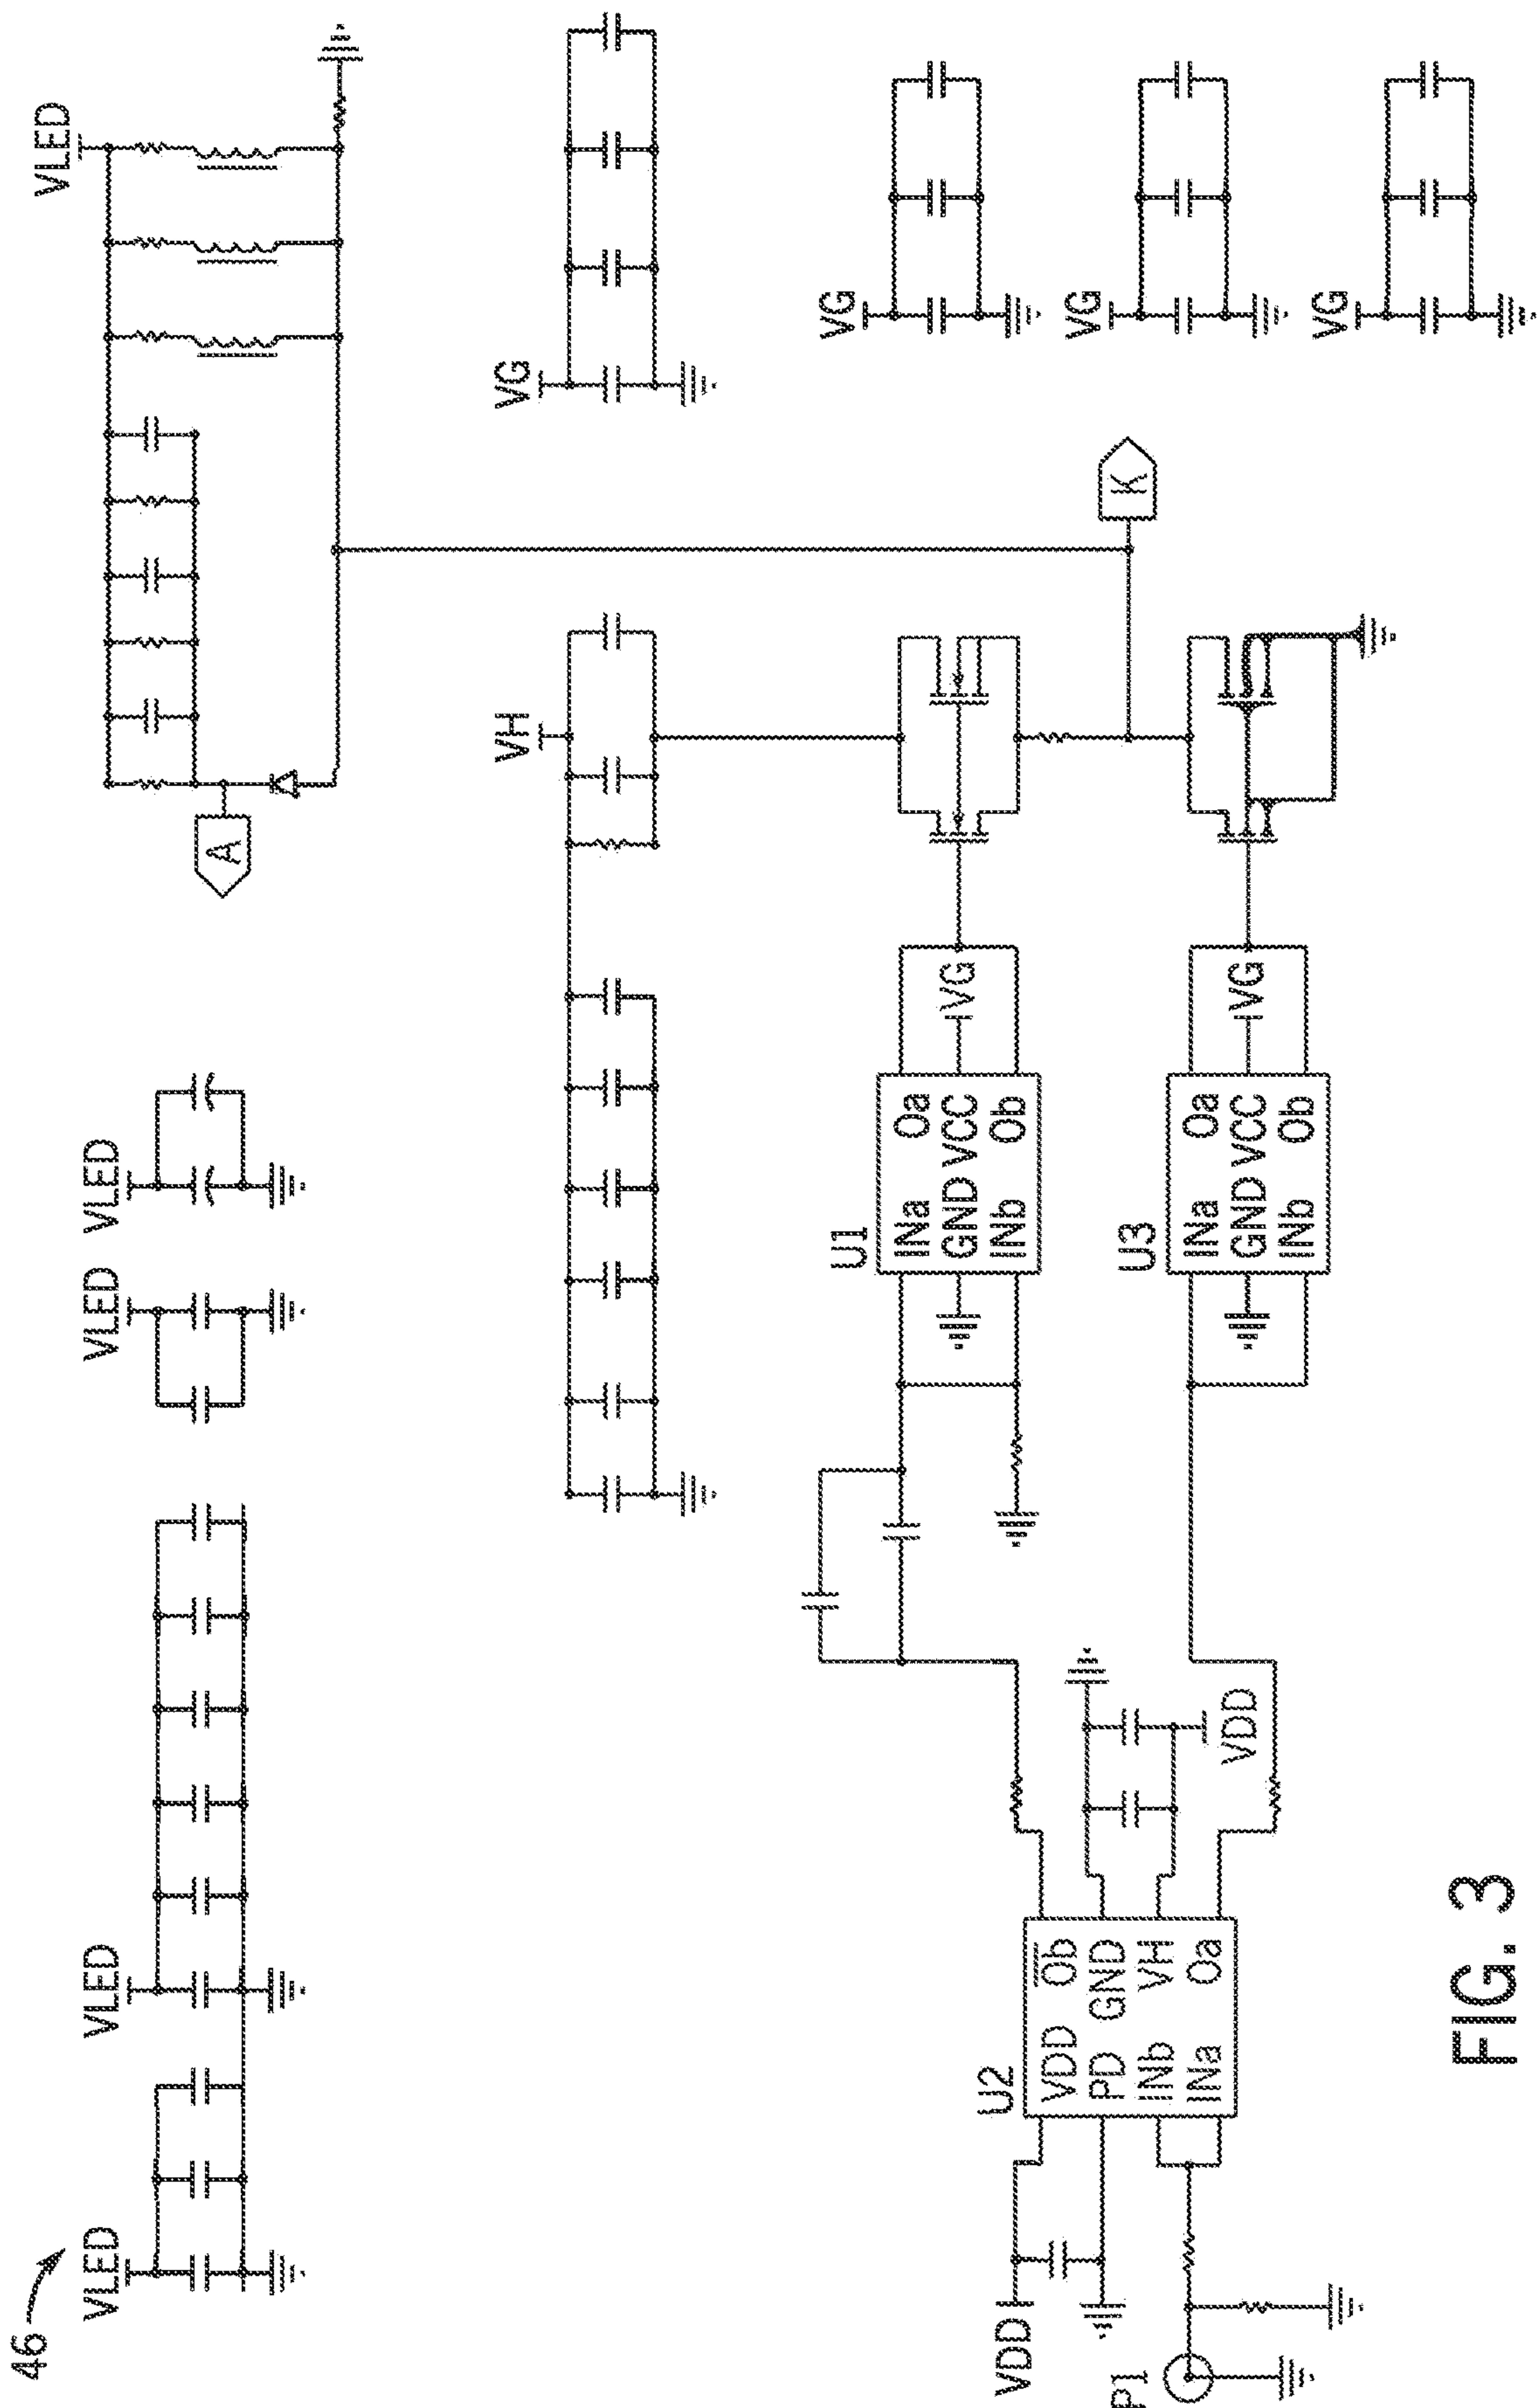 46
VLED
VLED
VLED
VLED
VLED
A
VH
VG
U1
INa
Oa
GND
VCC
INb
Ob
VG
U3
INa
Oa
GND
VCC
INb
Ob
VG
K
VG
VG
VG
U2
VDD
Ob
PD
GND
INb
VH
INa
Oa
VDD
VDD
P1
FIG. 3